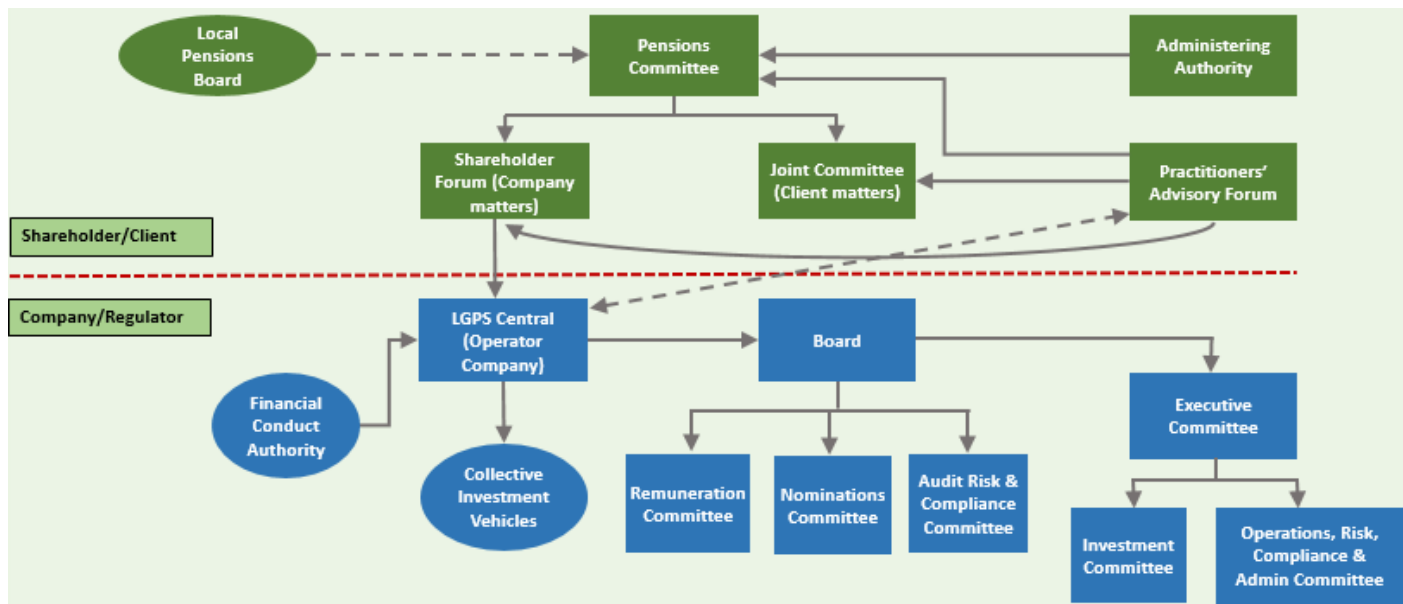 Local
Pensions
Board
Pensions
Committee
Administering
Authority
Shareholder
Forum (Company
matters)
Joint Committee
(Client matters)
Practitioners’
Advisory Forum
Shareholder/Client
Company/Regulator
LGPS Central
(Operator
Company)
Board
Financial
Conduct
Authority
Executive
Committee
Collective
Investment
Vehicles
Remuneration
Committee
Nominations
Committee
Audit Risk &
Compliance
Committee
Investment
Committee
Operations, Risk,
Compliance &
Admin Committee